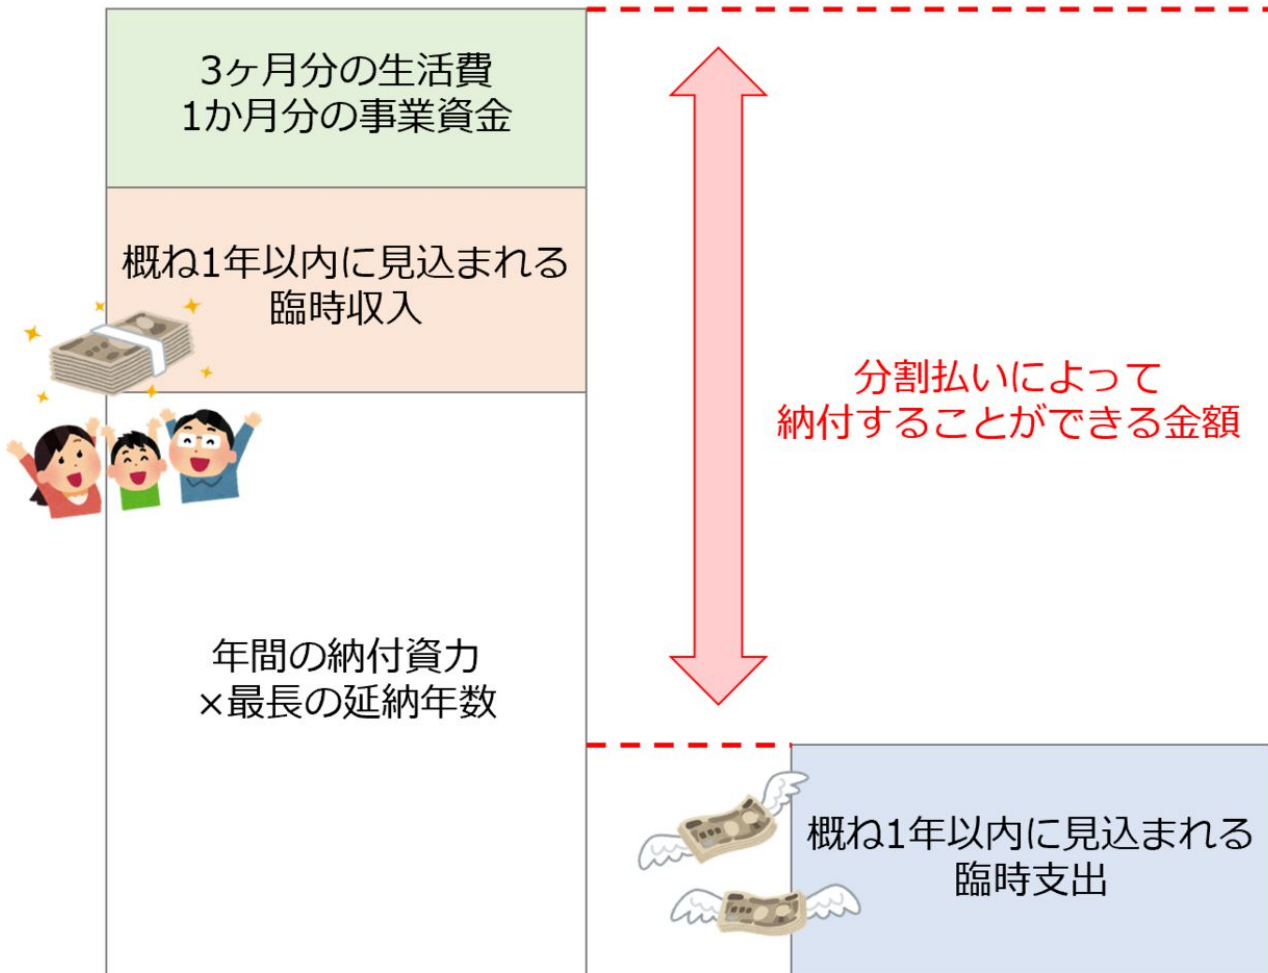 3ヶ月分の生活費
1か月分の事業資金
概ね1年以内に見込まれる
臨時収入
分割払いによって
納付することができる金額
年間の納付資力
×最長の延納年数
概ね1年以内に見込まれる
臨時支出